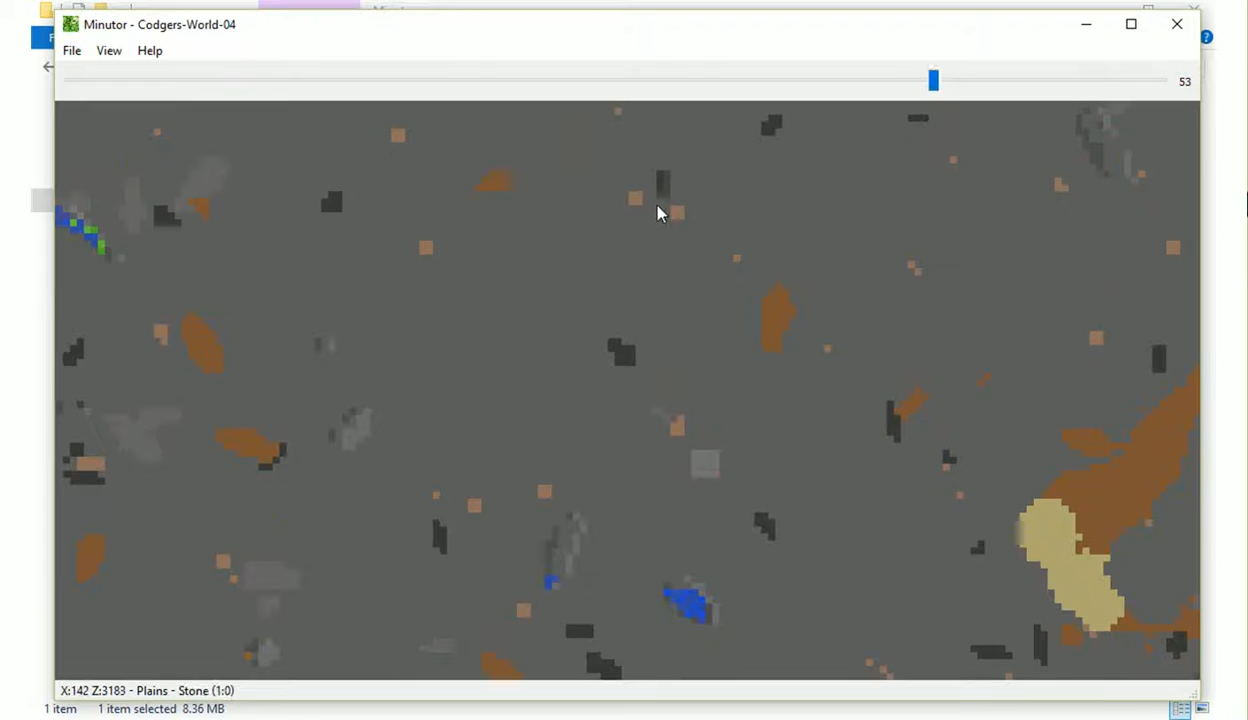 Minutor - Codgers-World-04
File View Help
53
X:142 Z:3183 - Plains - Stone (1:0)
1 item 1 item selected 8.36 MB